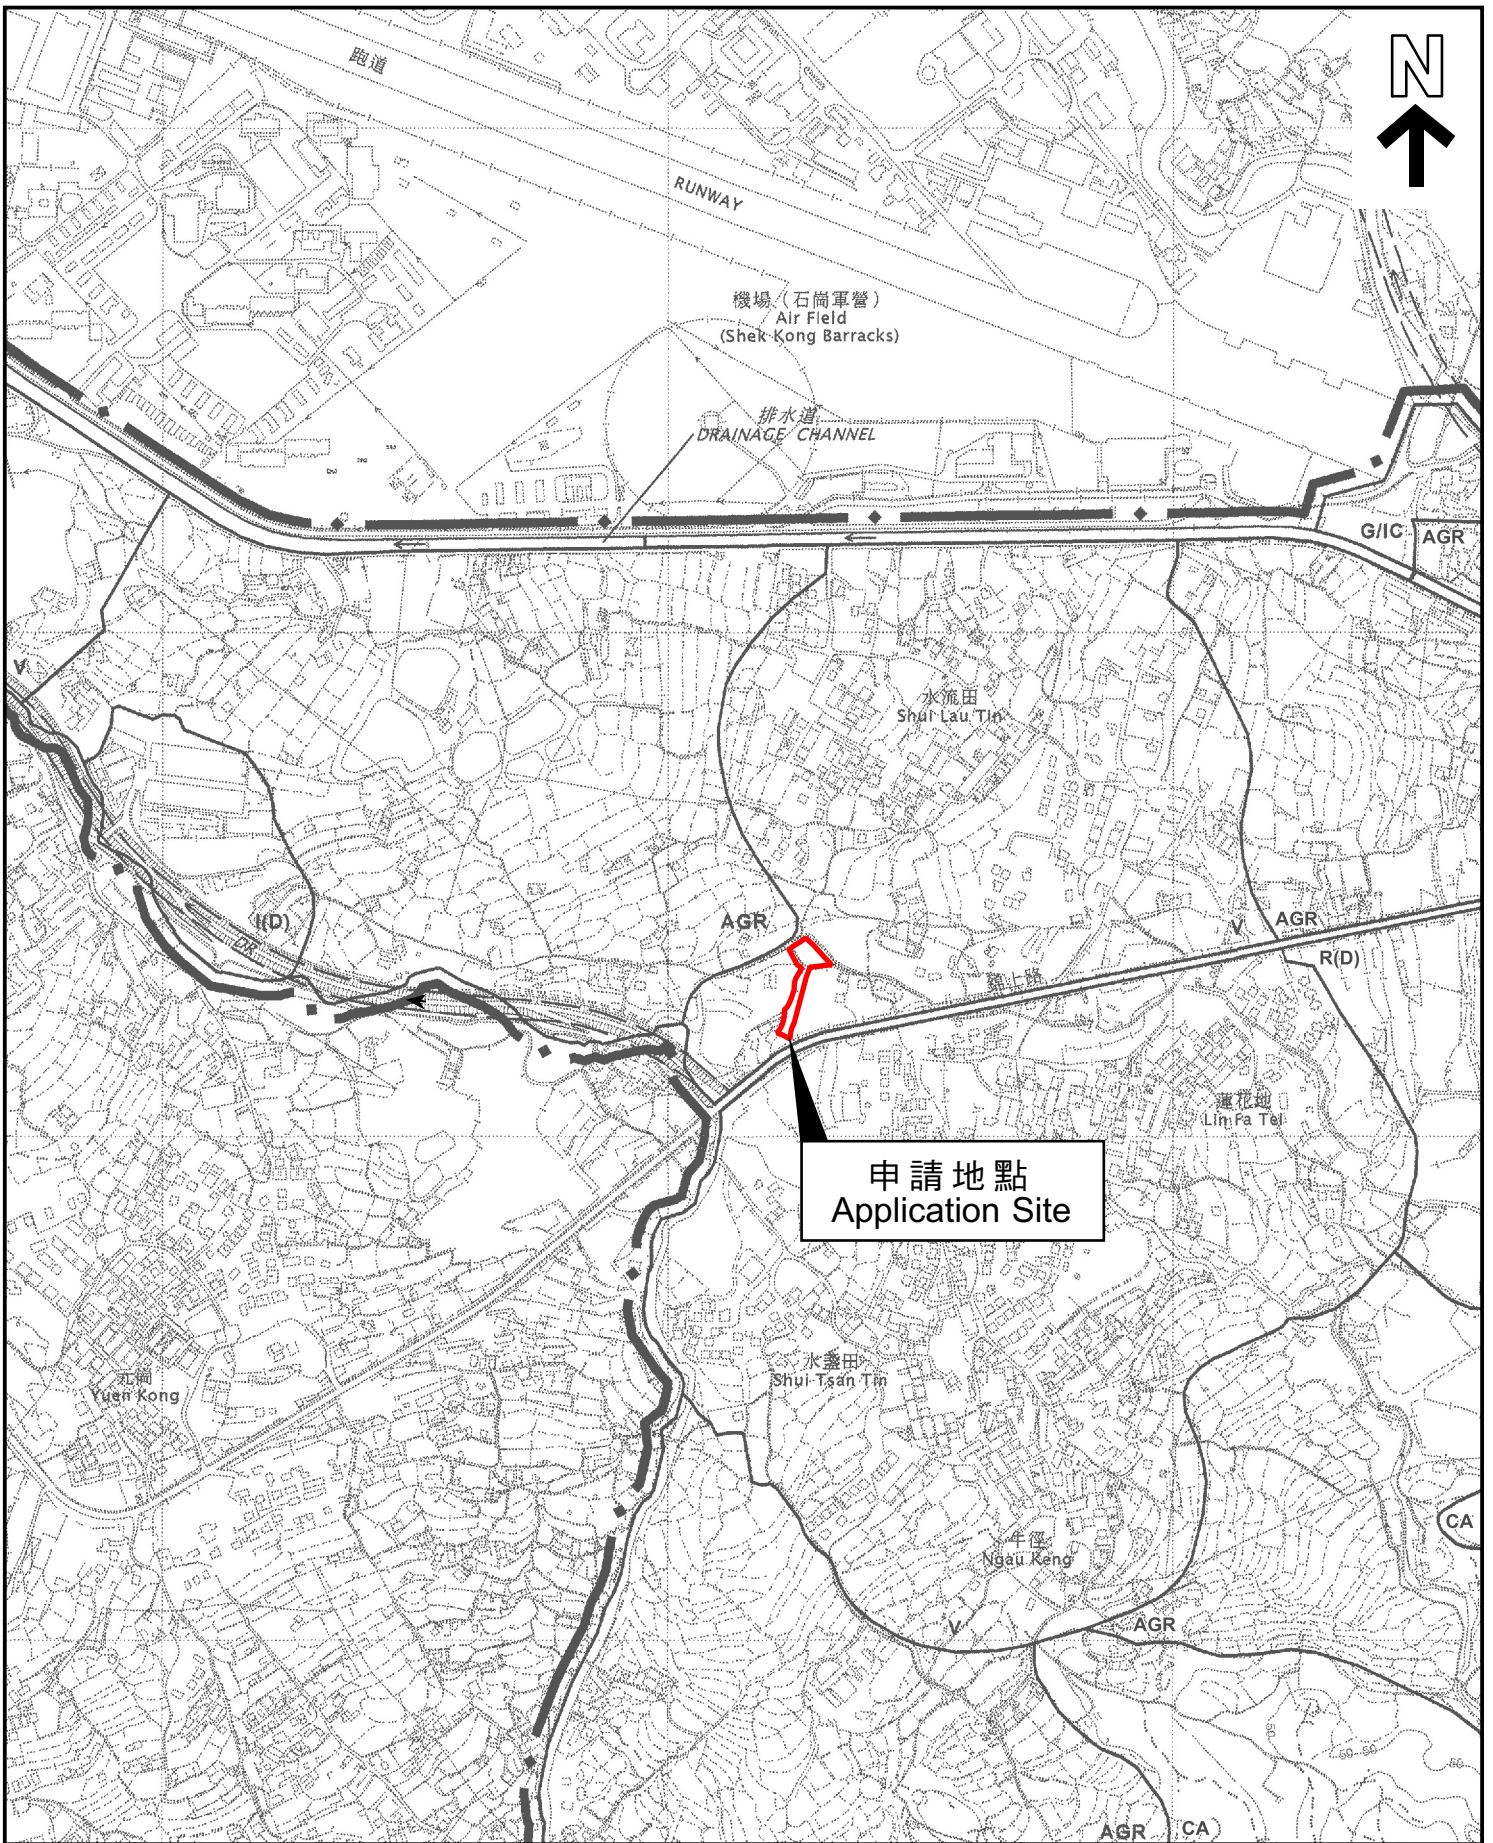 N
跑道
RUNWAY
機場 (石崗軍營)
Air Field
(Shek Kong Barracks)
排水道
DRAINAGE CHANNEL
G/IC
AGR
V
水流田
Shui Lau Tin
AGR
I(D)
V
AGR
R(D)
錦上路
蓮花地
Lin Fa Tei
申請地點
Application Site
元崗
Yuen Kong
水盞田
Shui Tsan Tin
CA
牛徑
Ngau Keng
V
AGR
AGR
CA